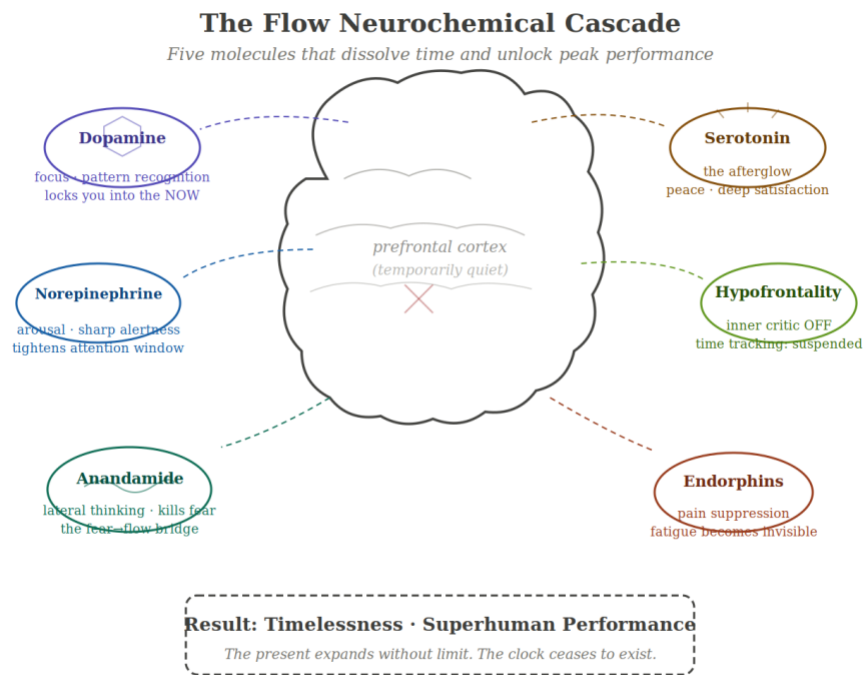 The Flow Neurochemical Cascade
Five molecules that dissolve time and unlock peak performance
Dopamine
focus · pattern recognition
locks you into the NOW
Serotonin
the afterglow
peace · deep satisfaction
prefrontal cortex
(temporarily quiet)
Norepinephrine
arousal · sharp alertness
tightens attention window
Hypofrontality
inner critic OFF
time tracking: suspended
Anandamide
lateral thinking · kills fear
the fear→flow bridge
Endorphins
pain suppression
fatigue becomes invisible
Result: Timelessness · Superhuman Performance
The present expands without limit. The clock ceases to exist.